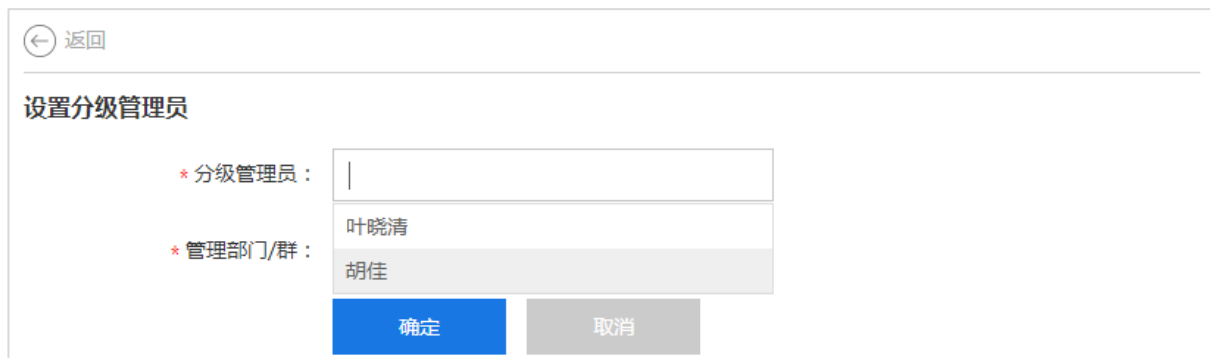 返回
设置分级管理员
* 分级管理员：
叶晓清
* 管理部门/群：
胡佳
确定 取消